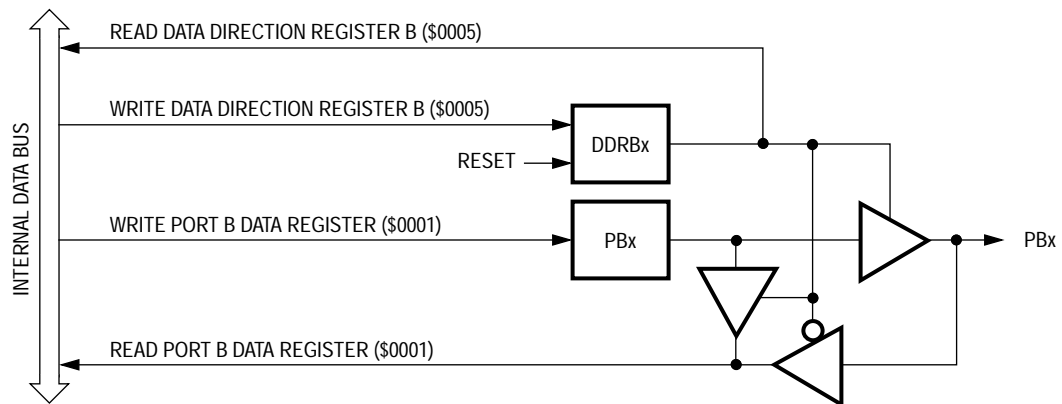 READ DATA DIRECTION REGISTER B ($0005)
WRITE DATA DIRECTION REGISTER B ($0005)
DDRBx
RESET
INTERNAL DATA BUS
WRITE PORT B DATA REGISTER ($0001)
PBx
PBx
READ PORT B DATA REGISTER ($0001)